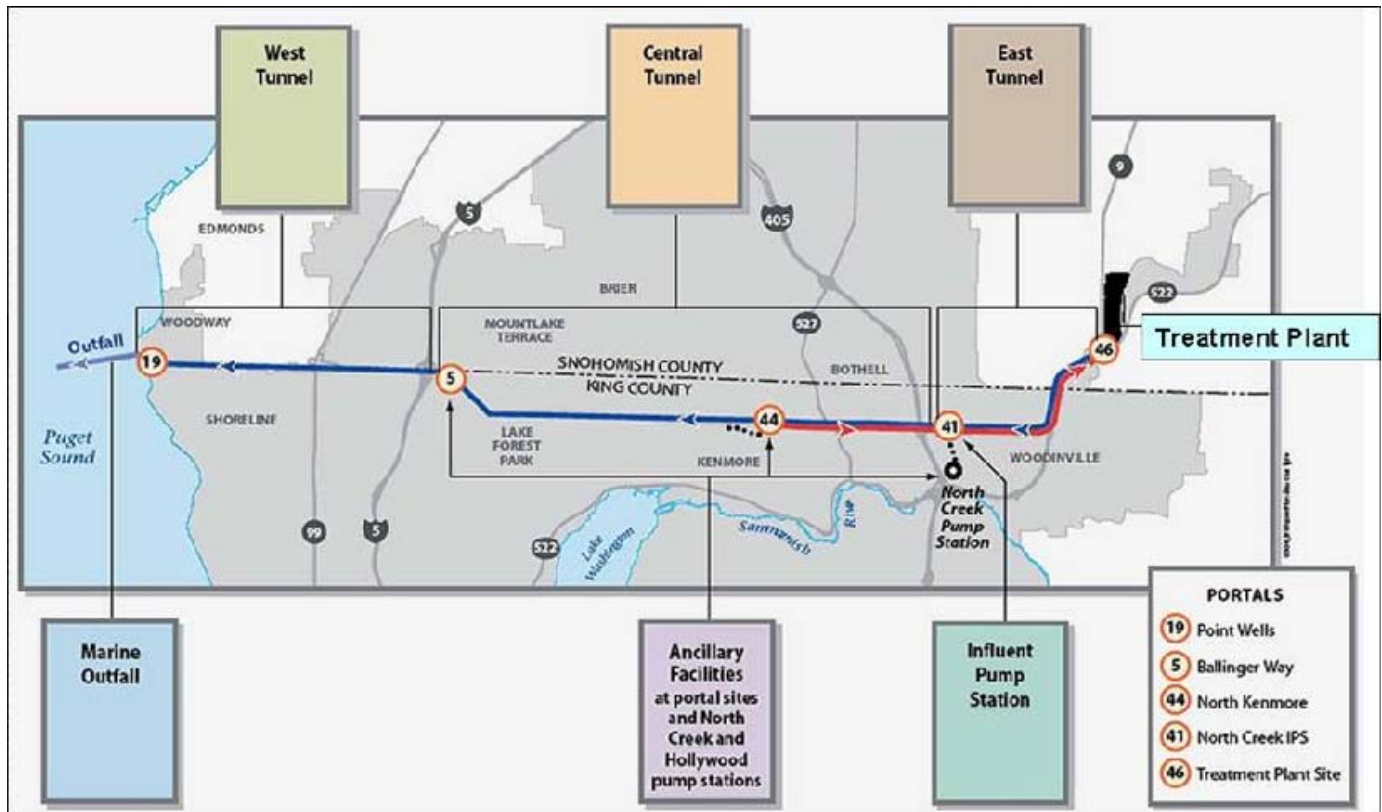 West
Tunnel
Central
Tunnel
East
Tunnel
9
5
405
EDMONDS
BRIER
522
WOODWAY
MOUNTLAKE
TERRACE
527
Treatment Plant
Outfall
19
46
SNOHOMISH COUNTY
BOTHELL
5
KING COUNTY
SHORELINE
44
41
Puget
Sound
LAKE
FOREST
PARK
KENMORE
WOODINVILLE
North
Creek
Pump
Station
99
5
522
Lake
Washington
Sammamish
River
Marine
Outfall
Ancillary
Facilities
at portal sites
and North
Creek and
Hollywood
pump stations
Influent
Pump
Station
PORTALS
19 Point Wells
5 Ballinger Way
44 North Kenmore
41 North Creek IPS
46 Treatment Plant Site